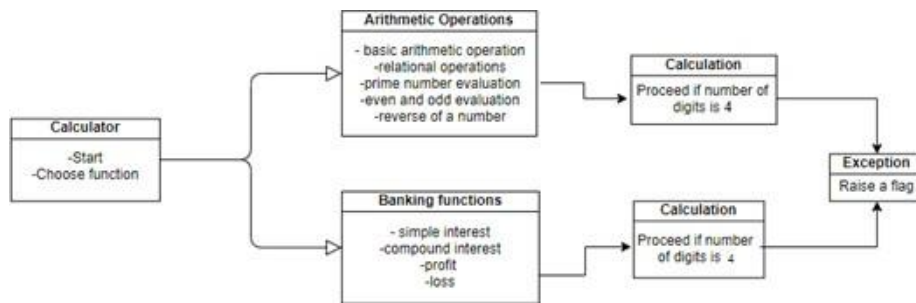 Calculator
-Start
-Choose function
Arithmetic Operations
- basic arithmetic operation
-relational operations
-prime number evaluation
-even and odd evaluation
-reverse of a number
Calculation
Proceed if number of
digits is 4
Banking functions
- simple interest
-compound interest
-profit
-loss
Calculation
Proceed if number
of digits is 4
Exception
Raise a flag